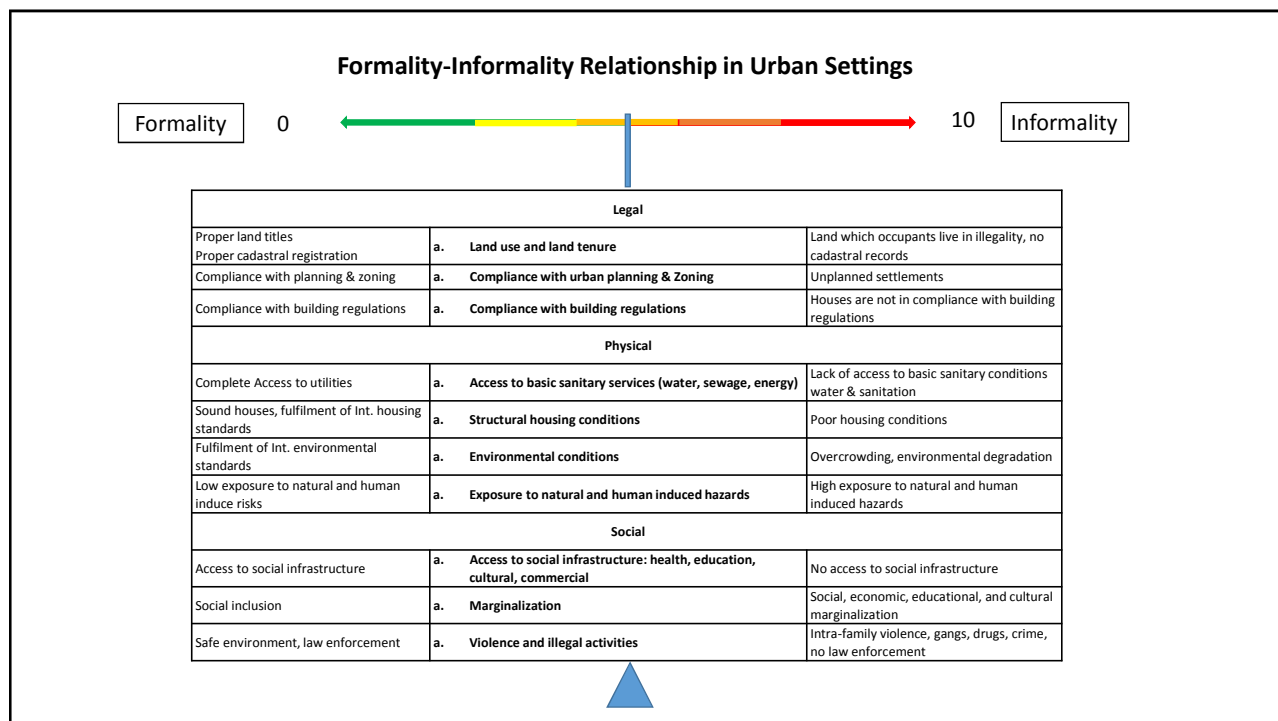 Formality-Informality Relationship in Urban Settings
Formality 0 10 Informality
Legal
Proper land titles
Proper cadastral registration
a. Land use and land tenure
Land which occupants live in illegality, no
cadastral records
Compliance with planning & zoning
a. Compliance with urban planning & Zoning
Unplanned settlements
Compliance with building regulations
a. Compliance with building regulations
Houses are not in compliance with building
regulations
Physical
Complete Access to utilities
a. Access to basic sanitary services (water, sewage, energy)
Lack of access to basic sanitary conditions
water & sanitation
Sound houses, fulfilment of Int. housing
standards
a. Structural housing conditions
Poor housing conditions
Fulfilment of Int. environmental
standards
a. Environmental conditions
Overcrowding, environmental degradation
Low exposure to natural and human
induce risks
a. Exposure to natural and human induced hazards
High exposure to natural and human
induced hazards
Social
Access to social infrastructure
a. Access to social infrastructure: health, education,
cultural, commercial
No access to social infrastructure
Social inclusion
a. Marginalization
Social, economic, educational, and cultural
marginalization
Safe environment, law enforcement
a. Violence and illegal activities
Intra-family violence, gangs, drugs, crime,
no law enforcement